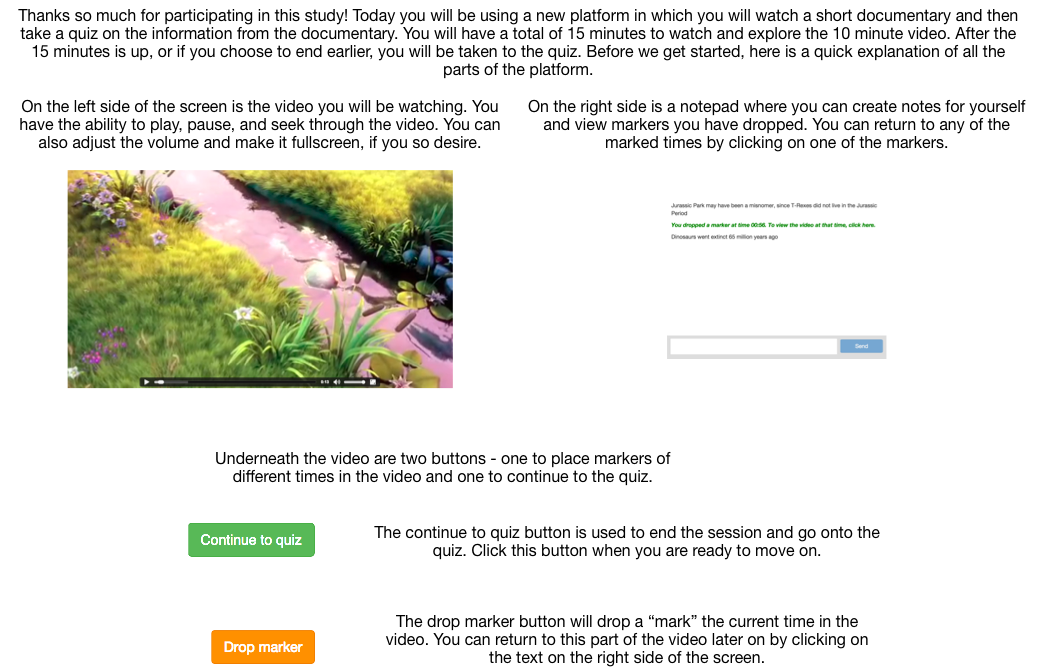 Thanks so much for participating in this study! Today you will be using a new platform in which you will watch a short documentary and then
take a quiz on the information from the documentary. You will have a total of 15 minutes to watch and explore the 10 minute video. After the
15 minutes is up, or if you choose to end earlier, you will be taken to the quiz. Before we get started, here is a quick explanation of all the
parts of the platform.
On the left side of the screen is the video you will be watching. You
have the ability to play, pause, and seek through the video. You can
also adjust the volume and make it fullscreen, if you so desire.
On the right side is a notepad where you can create notes for yourself
and view markers you have dropped. You can return to any of the
marked times by clicking on one of the markers.
Jurassic Park may have been a misnomer, since T-Rexes did not live in the Jurassic
Period
You dropped a marker at time 00:56. To view the video at that time, click here.
Dinosaurs went extinct 65 million years ago
Send
Underneath the video are two buttons - one to place markers of
different times in the video and one to continue to the quiz.
Continue to quiz
The continue to quiz button is used to end the session and go onto the
quiz. Click this button when you are ready to move on.
Drop marker
The drop marker button will drop a “mark” the current time in the
video. You can return to this part of the video later on by clicking on
the text on the right side of the screen.